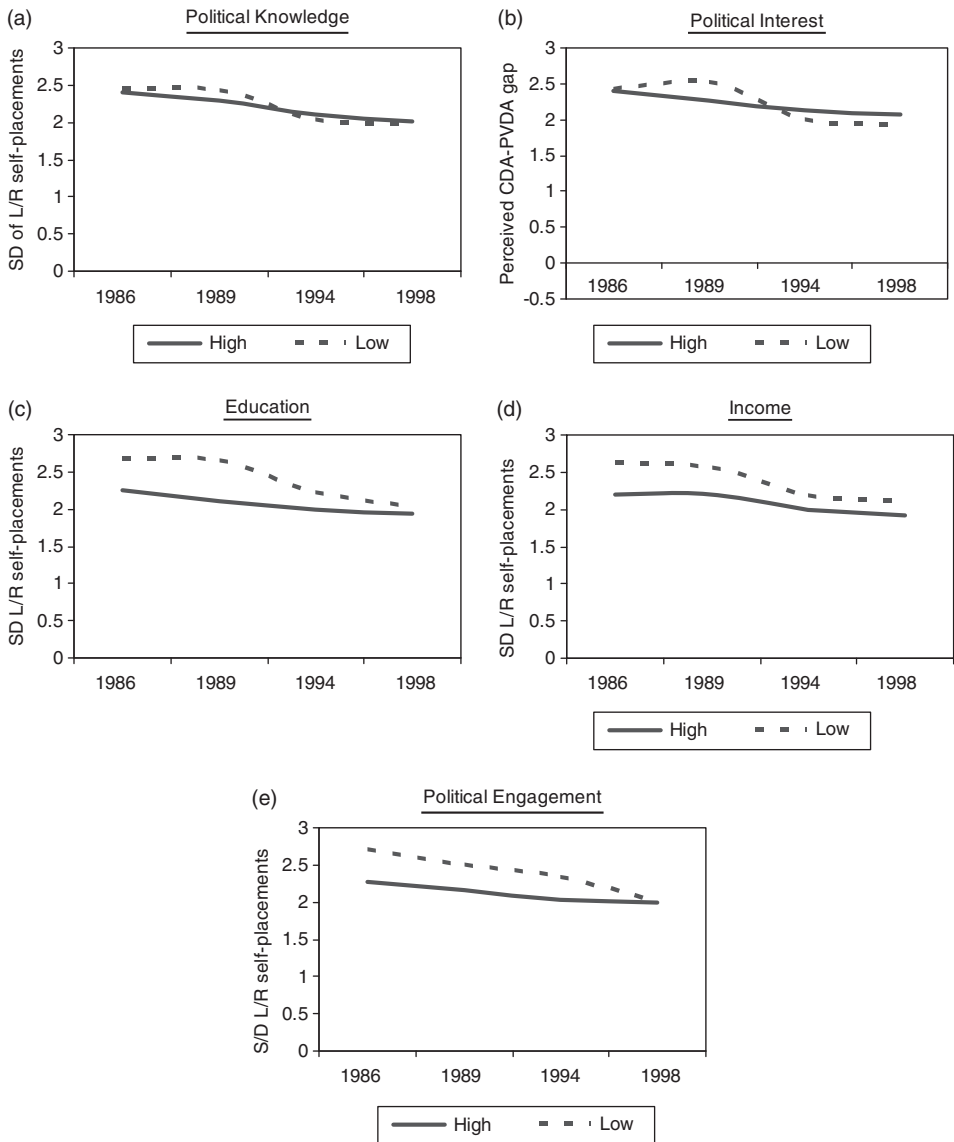 (a)
Political Knowledge
SD of L/R self-placements
3
2.5
2
1.5
1
0.5
0
1986 1989 1994 1998
High Low
(b)
Political Interest
Perceived CDA-PVDA gap
3
2.5
2
1.5
1
0.5
0
-0.5
1986 1989 1994 1998
High Low
(c)
Education
SD L/R self-placements
3
2.5
2
1.5
1
0.5
0
1986 1989 1994 1998
(d)
Income
SD L/R self-placements
3
2.5
2
1.5
1
0.5
0
1986 1989 1994 1998
High Low
(e)
Political Engagement
S/D L/R self-placements
3
2.5
2
1.5
1
0.5
0
1986 1989 1994 1998
High Low